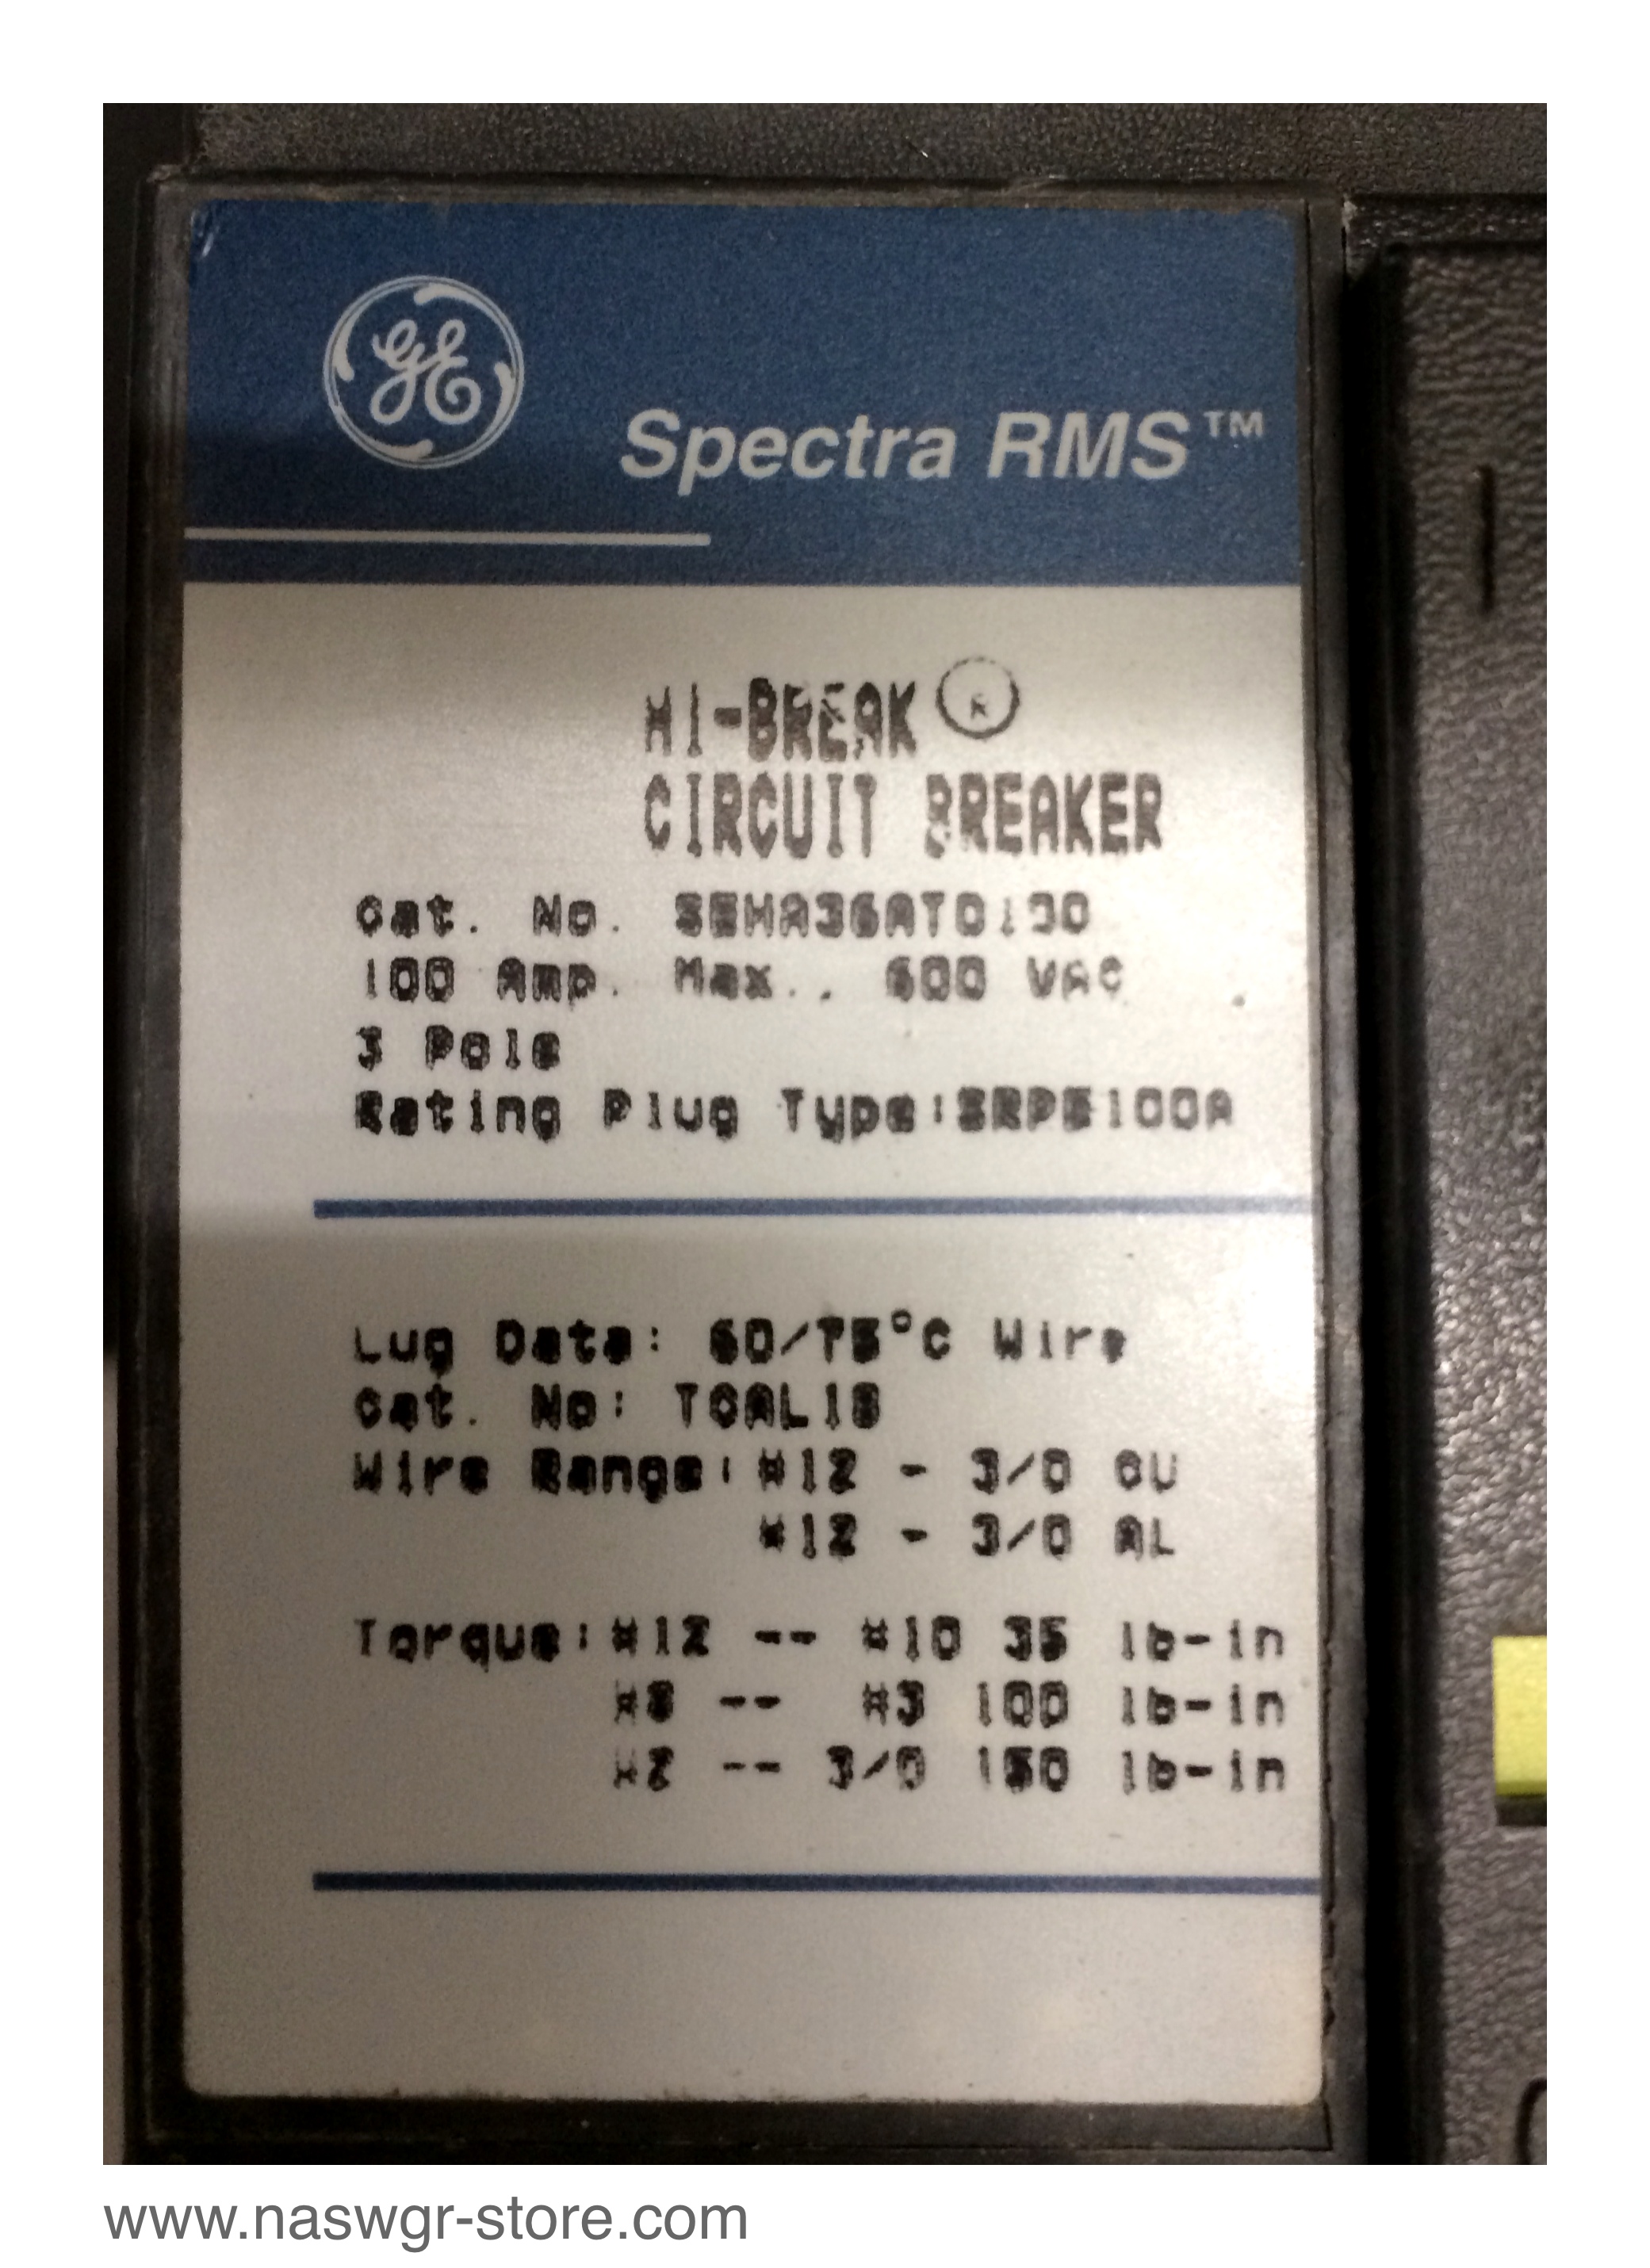 GE
Spectra RMS™
HI-BREAK®
CIRCUIT BREAKER
Cat. No. SEHA36AT0100
100 Amp. Max., 600 VAC
3 Pole
Rating Plug Type:SRPE100A
Lug Data: 60/75°C Wire
Cat. No: TCAL18
Wire Range: #12 - 3/0 CU
#12 - 3/0 AL
Torque: #12 -- #10 35 lb-in
#8 -- #3 100 lb-in
#2 -- 3/0 150 lb-in
www.naswgr-store.com